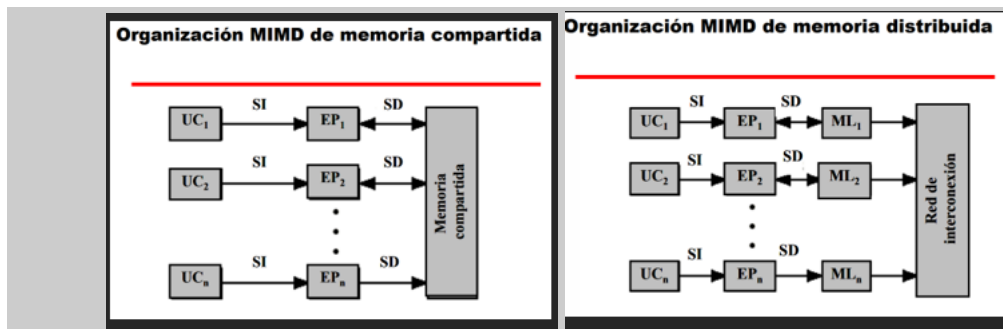 Organización MIMD de memoria compartida
SI
SD
UC1
EP1
SI
SD
UC2
EP2
SI
SD
UCn
EPn
Memoria
compartida
Organización MIMD de memoria distribuida
SI
SD
UC1
EP1
ML1
SI
SD
UC2
EP2
ML2
SI
SD
UCn
EPn
MLn
Red de
interconexión